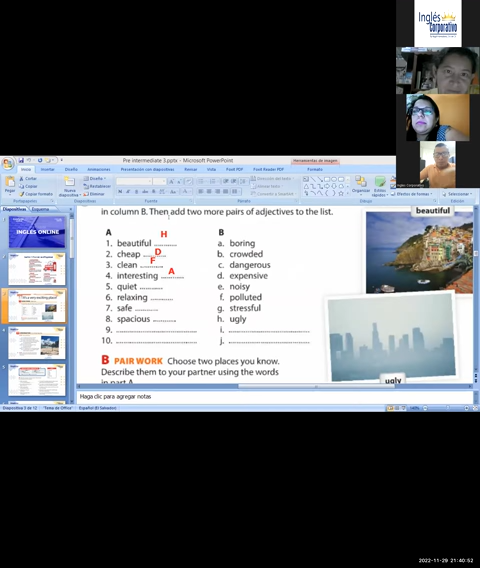 Inglés
Corporativo
Pre intermediate 3.pptx - Microsoft PowerPoint
Herramientas de imagen
Inicio Insertar Diseño Animaciones Presentación con diapositivas Revisar Vista Foxit PDF Foxit Reader PDF Formato
Pegar
Cortar
Copiar
Copiar formato
Nueva diapositiva
Diseño
Restablecer
Eliminar
Organizar
Estilos
Efectos de formas
Seleccionar
Portapapeles Diapositivas Fuente Párrafo Dibujo Edición
Diapositivas Esquema
INGLES ONLINE
in column B. Then add two more pairs of adjectives to the list.
A B
1. beautiful ........... H a. boring
2. cheap ........... D b. crowded
3. clean ........... F c. dangerous
4. interesting ........... A d. expensive
5. quiet ........... e. noisy
6. relaxing ........... f. polluted
7. safe ........... g. stressful
8. spacious ........... h. ugly
9. ........... i. ...........
10. ........... j. ...........
B PAIR WORK Choose two places you know.
Describe them to your partner using the words
in part A.
beautiful
ugly
Haga clic para agregar notas
Diapositiva 3 de 12 "Tema de Office" Español (El Salvador)
2022-11-29 21:40:52